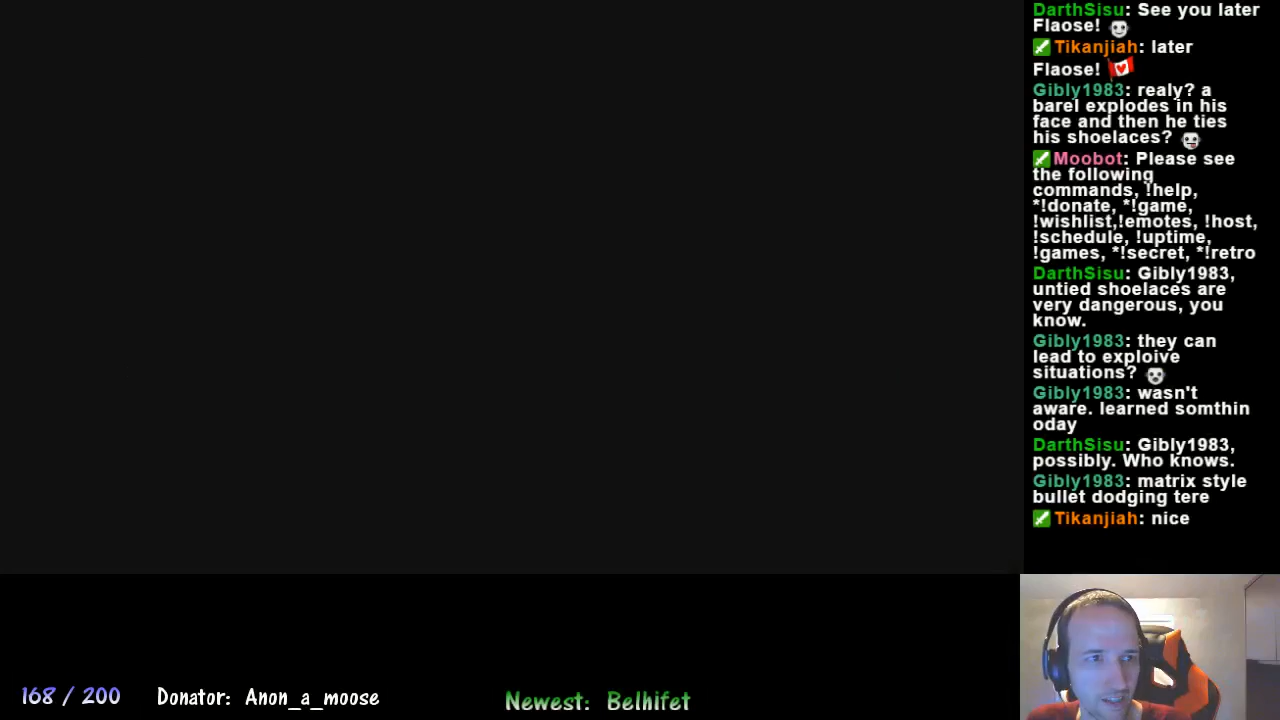 DarthSisu: See you later
Flaose!
Tikanjiah: later
Flaose!
Gibly1983: realy? a
barel explodes in his
face and then he ties
his shoelaces?
Moobot: Please see
the following
commands, !help,
*!donate, *!game,
!wishlist,!emotes, !host,
!schedule, !uptime,
!games, *!secret, *!retro
DarthSisu: Gibly1983,
untied shoelaces are
very dangerous, you
know.
Gibly1983: they can
lead to exploive
situations?
Gibly1983: wasn't
aware. learned somthin
oday
DarthSisu: Gibly1983,
possibly. Who knows.
Gibly1983: matrix style
bullet dodging tere
Tikanjiah: nice
168 / 200
Donator: Anon_a_moose
Newest: Belhifet